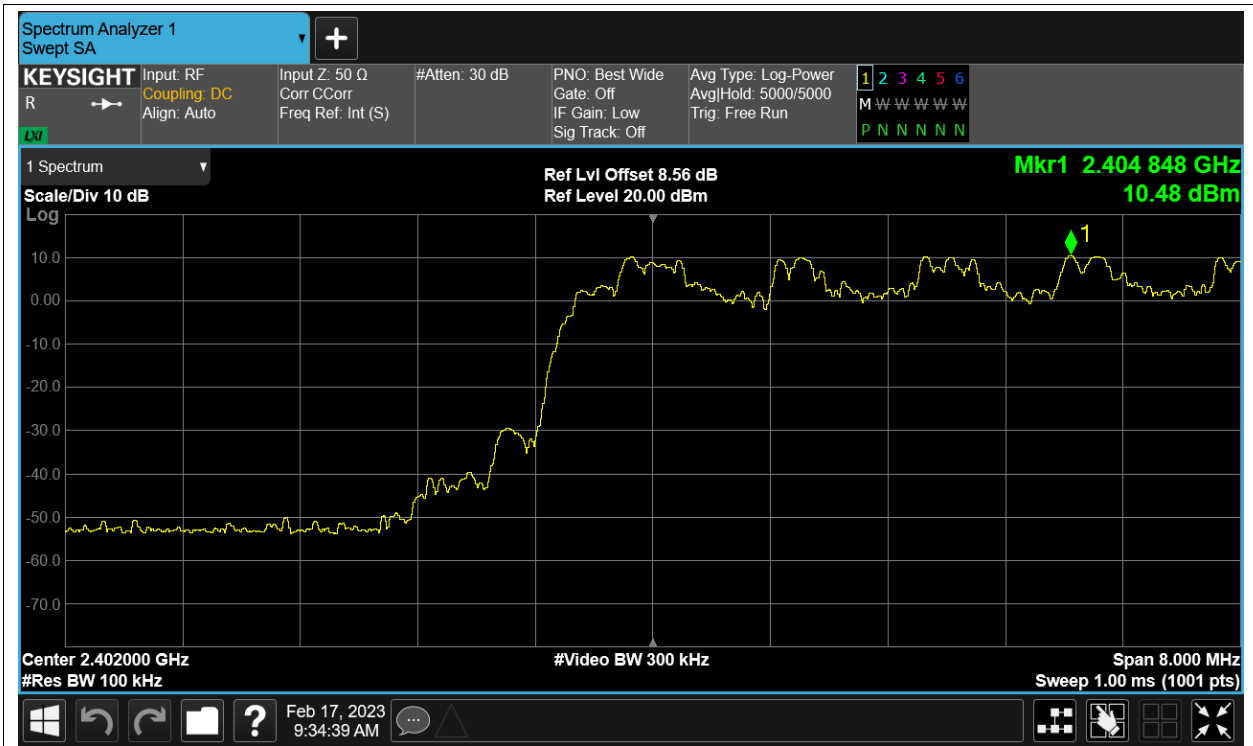 Spectrum Analyzer 1
Swept SA
KEYSIGHT
R
LXI
Input: RF
Coupling: DC
Align: Auto
Input Z: 50 Ω
Corr CCorr
Freq Ref: Int (S)
#Atten: 30 dB
PNO: Best Wide
Gate: Off
IF Gain: Low
Sig Track: Off
Avg Type: Log-Power
Avg|Hold: 5000/5000
Trig: Free Run
1 2 3 4 5 6
M W W W W W
P N N N N N
1 Spectrum
Scale/Div 10 dB
Ref Lvl Offset 8.56 dB
Ref Level 20.00 dBm
Mkr1 2.404 848 GHz
10.48 dBm
Log
1
10.0
0.00
-10.0
-20.0
-30.0
-40.0
-50.0
-60.0
-70.0
Center 2.402000 GHz
#Video BW 300 kHz
Span 8.000 MHz
#Res BW 100 kHz
Sweep 1.00 ms (1001 pts)
?
Feb 17, 2023
9:34:39 AM